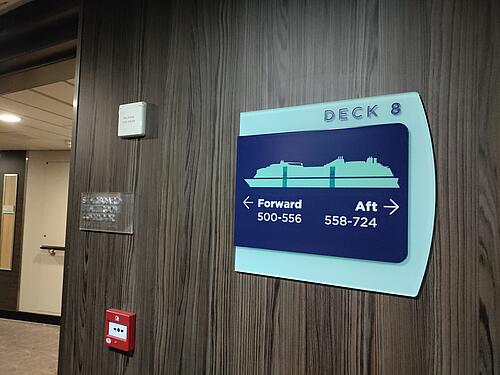 DECK 8
← Forward
500-556
Aft →
558-724